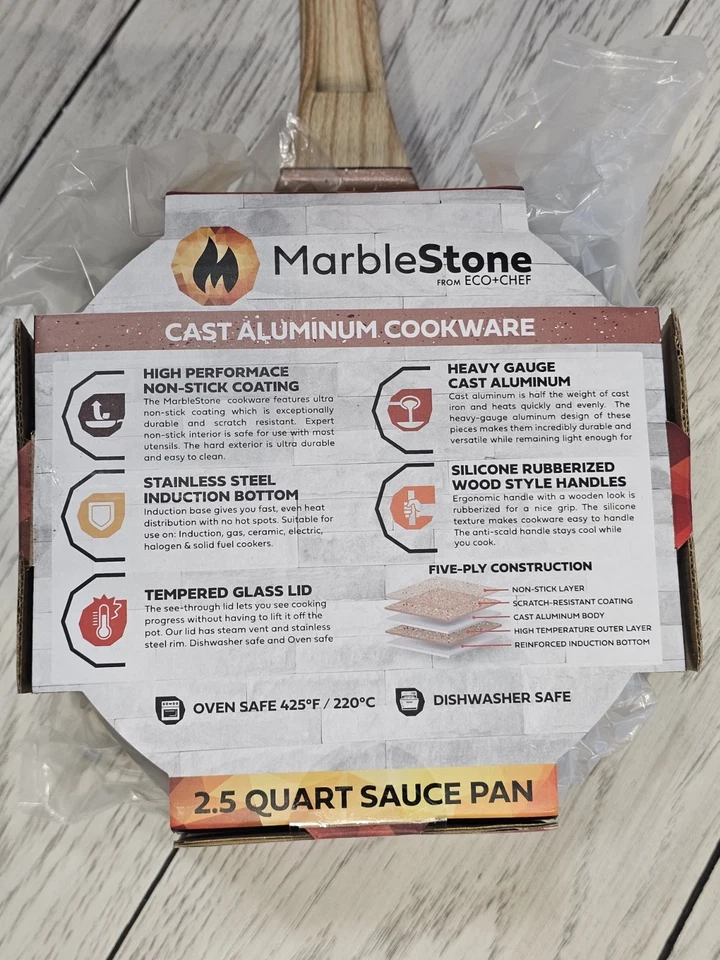 MarbleStone
FROM ECO+CHEF
CAST ALUMINUM COOKWARE
HIGH PERFORMACE
NON-STICK COATING
The MarbleStone cookware features ultra
non-stick coating which is exceptionally
durable and scratch resistant. Expert
non-stick interior is safe for use with most
utensils. The hard exterior is ultra durable
and easy to clean.
HEAVY GAUGE
CAST ALUMINUM
Cast aluminum is half the weight of cast
iron and heats quickly and evenly. The
heavy-gauge aluminum design of these
pieces makes them incredibly durable and
versatile while remaining light enough for
STAINLESS STEEL
INDUCTION BOTTOM
Induction base gives you fast, even heat
distribution with no hot spots. Suitable for
use on: Induction, gas, ceramic, electric,
halogen & solid fuel cookers.
SILICONE RUBBERIZED
WOOD STYLE HANDLES
Ergonomic handle with a wooden look is
rubberized for a nice grip. The silicone
texture makes cookware easy to handle
The anti-scald handle stays cool while
you cook.
TEMPERED GLASS LID
The see-through lid lets you see cooking
progress without having to lift it off the
pot. Our lid has steam vent and stainless
steel rim. Dishwasher safe and Oven safe
FIVE-PLY CONSTRUCTION
NON-STICK LAYER
SCRATCH-RESISTANT COATING
CAST ALUMINUM BODY
HIGH TEMPERATURE OUTER LAYER
REINFORCED INDUCTION BOTTOM
OVEN SAFE 425°F / 220°C
DISHWASHER SAFE
2.5 QUART SAUCE PAN